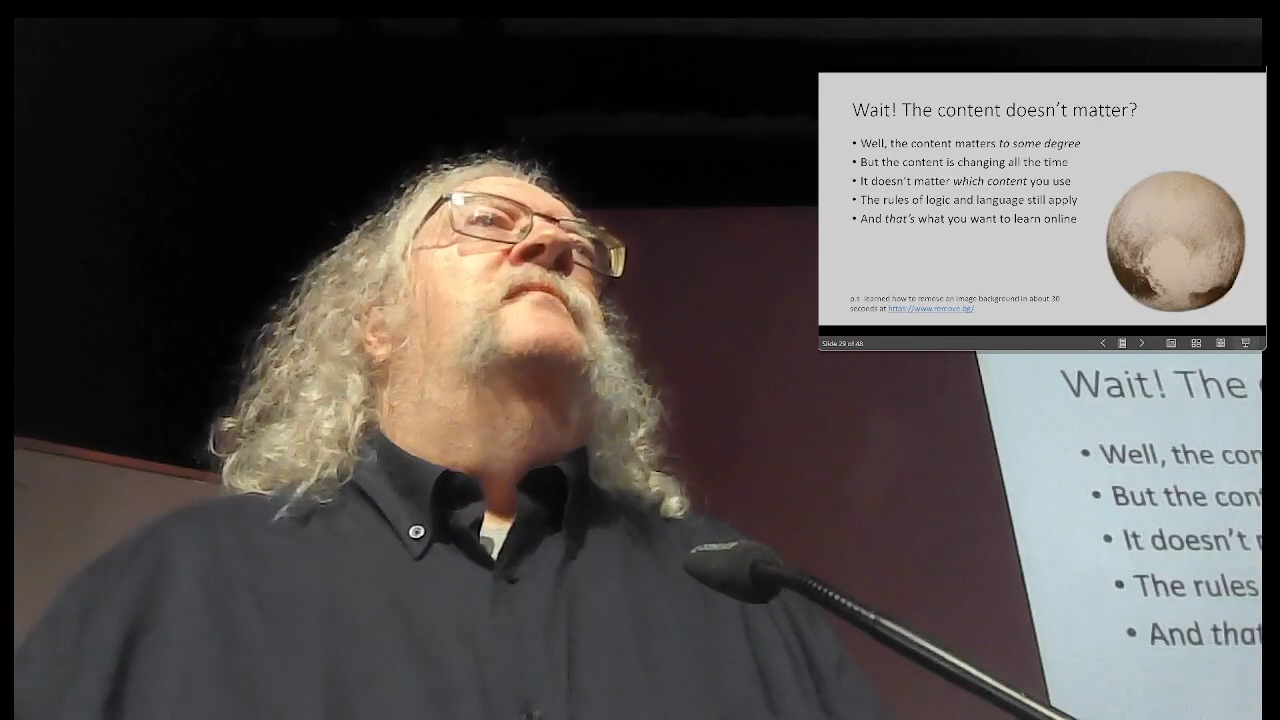 Wait! The content doesn't matter?
• Well, the content matters to some degree
• But the content is changing all the time
• It doesn't matter which content you use
• The rules of logic and language still apply
• And that's what you want to learn online
p.s. learned how to remove an image background in about 30
seconds at https://www.remove.bg/
Slide 29 of 48
Wait! The
• Well, the con
• But the cont
• It doesn't
• The rules
• And that